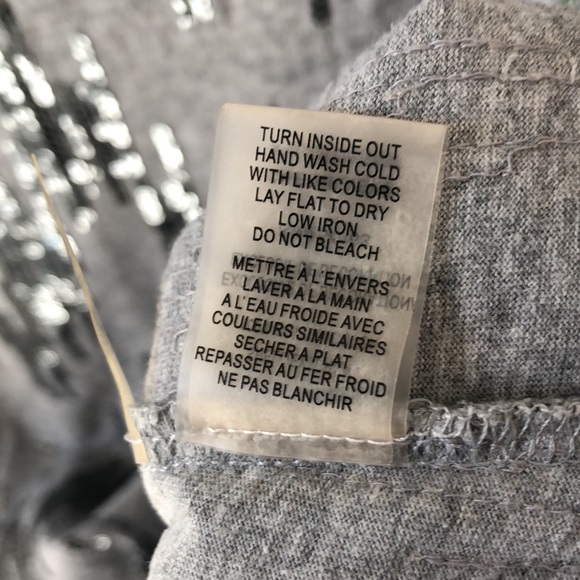 TURN INSIDE OUT
HAND WASH COLD
WITH LIKE COLORS
LAY FLAT TO DRY
LOW IRON
DO NOT BLEACH
METTRE À L'ENVERS
LAVER A LA MAIN
A L'EAU FROIDE AVEC
COULEURS SIMILAIRES
SECHER A PLAT
REPASSER AU FER FROID
NE PAS BLANCHIR